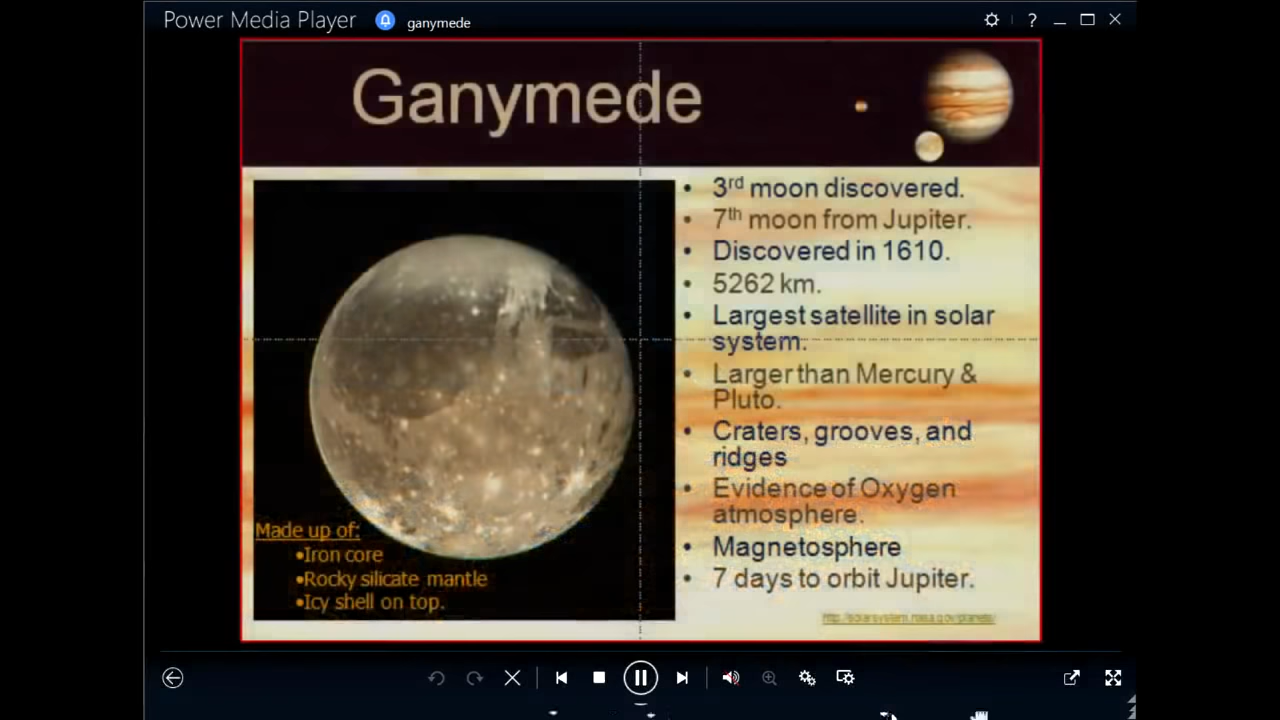 Power Media Player ganymede
Ganymede
• 3rd moon discovered.
• 7th moon from Jupiter.
• Discovered in 1610.
• 5262 km.
• Largest satellite in solar
system.
• Larger than Mercury &
Pluto.
• Craters, grooves, and
ridges
• Evidence of Oxygen
atmosphere.
• Magnetosphere
• 7 days to orbit Jupiter.
Made up of:
•Iron core
•Rocky silicate mantle
•Icy shell on top.